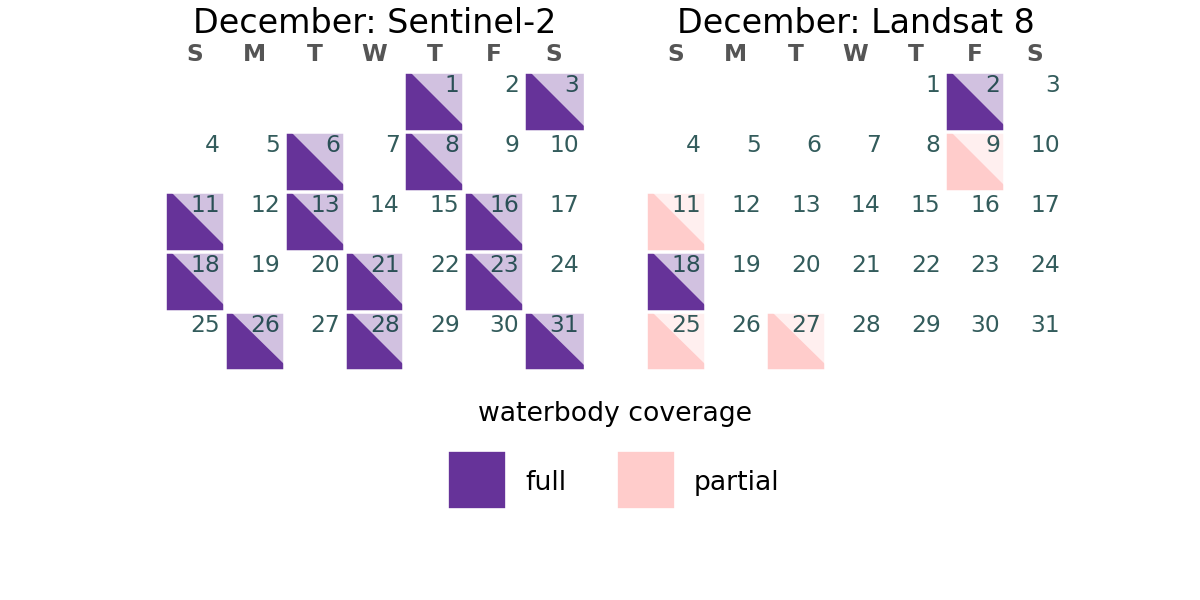 December: Sentinel-2
S M T W T F S
1 2 3
4 5 6 7 8 9 10
11 12 13 14 15 16 17
18 19 20 21 22 23 24
25 26 27 28 29 30 31
December: Landsat 8
S M T W T F S
1 2 3
4 5 6 7 8 9 10
11 12 13 14 15 16 17
18 19 20 21 22 23 24
25 26 27 28 29 30 31
waterbody coverage
full partial